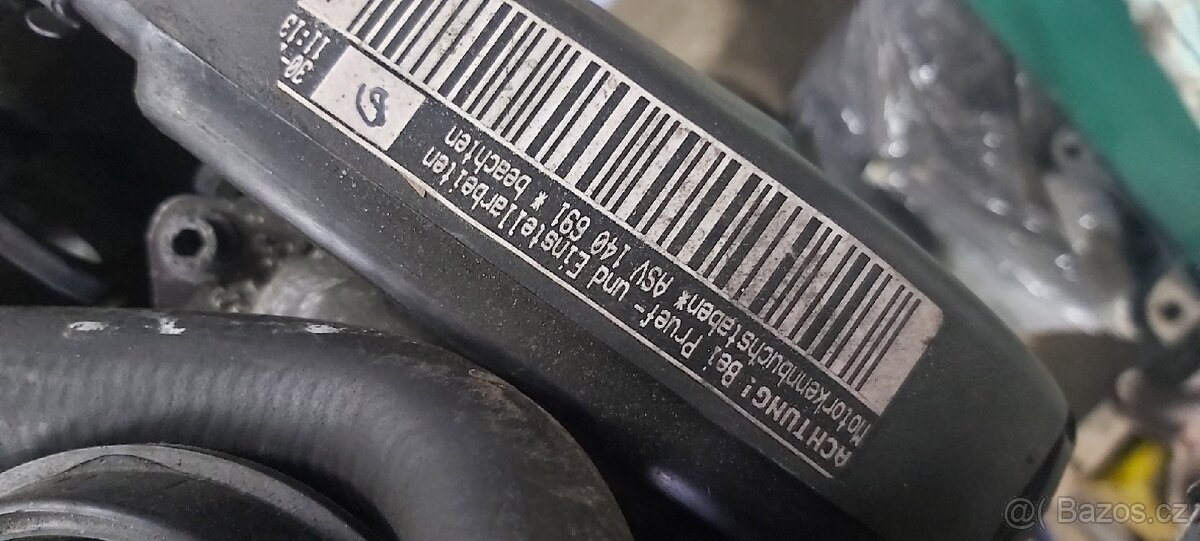 ACHTUNG! Bei Pruef- und Einstellarbeiten
Motorkennbuchstaben* ASV 140 691 * beachten
30-
11:13
@( Bazos.cz